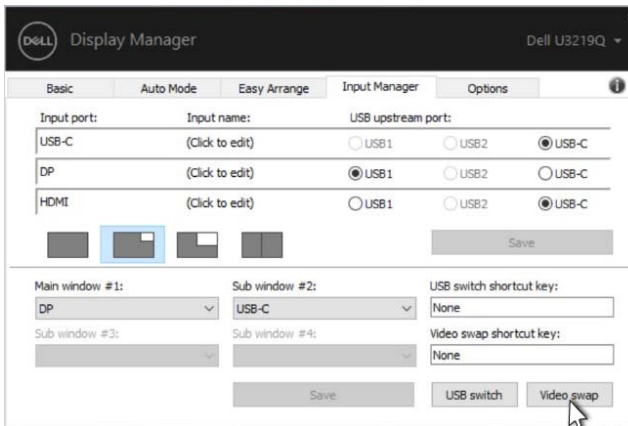 DELL Display Manager Dell U3219Q
Basic Auto Mode Easy Arrange Input Manager Options
Input port: Input name: USB upstream port:
USB-C (Click to edit) USB1 USB2 USB-C
DP (Click to edit) USB1 USB2 USB-C
HDMI (Click to edit) USB1 USB2 USB-C
Save
Main window #1: Sub window #2: USB switch shortcut key:
DP USB-C None
Sub window #3: Sub window #4: Video swap shortcut key:
None
Save USB switch Video swap